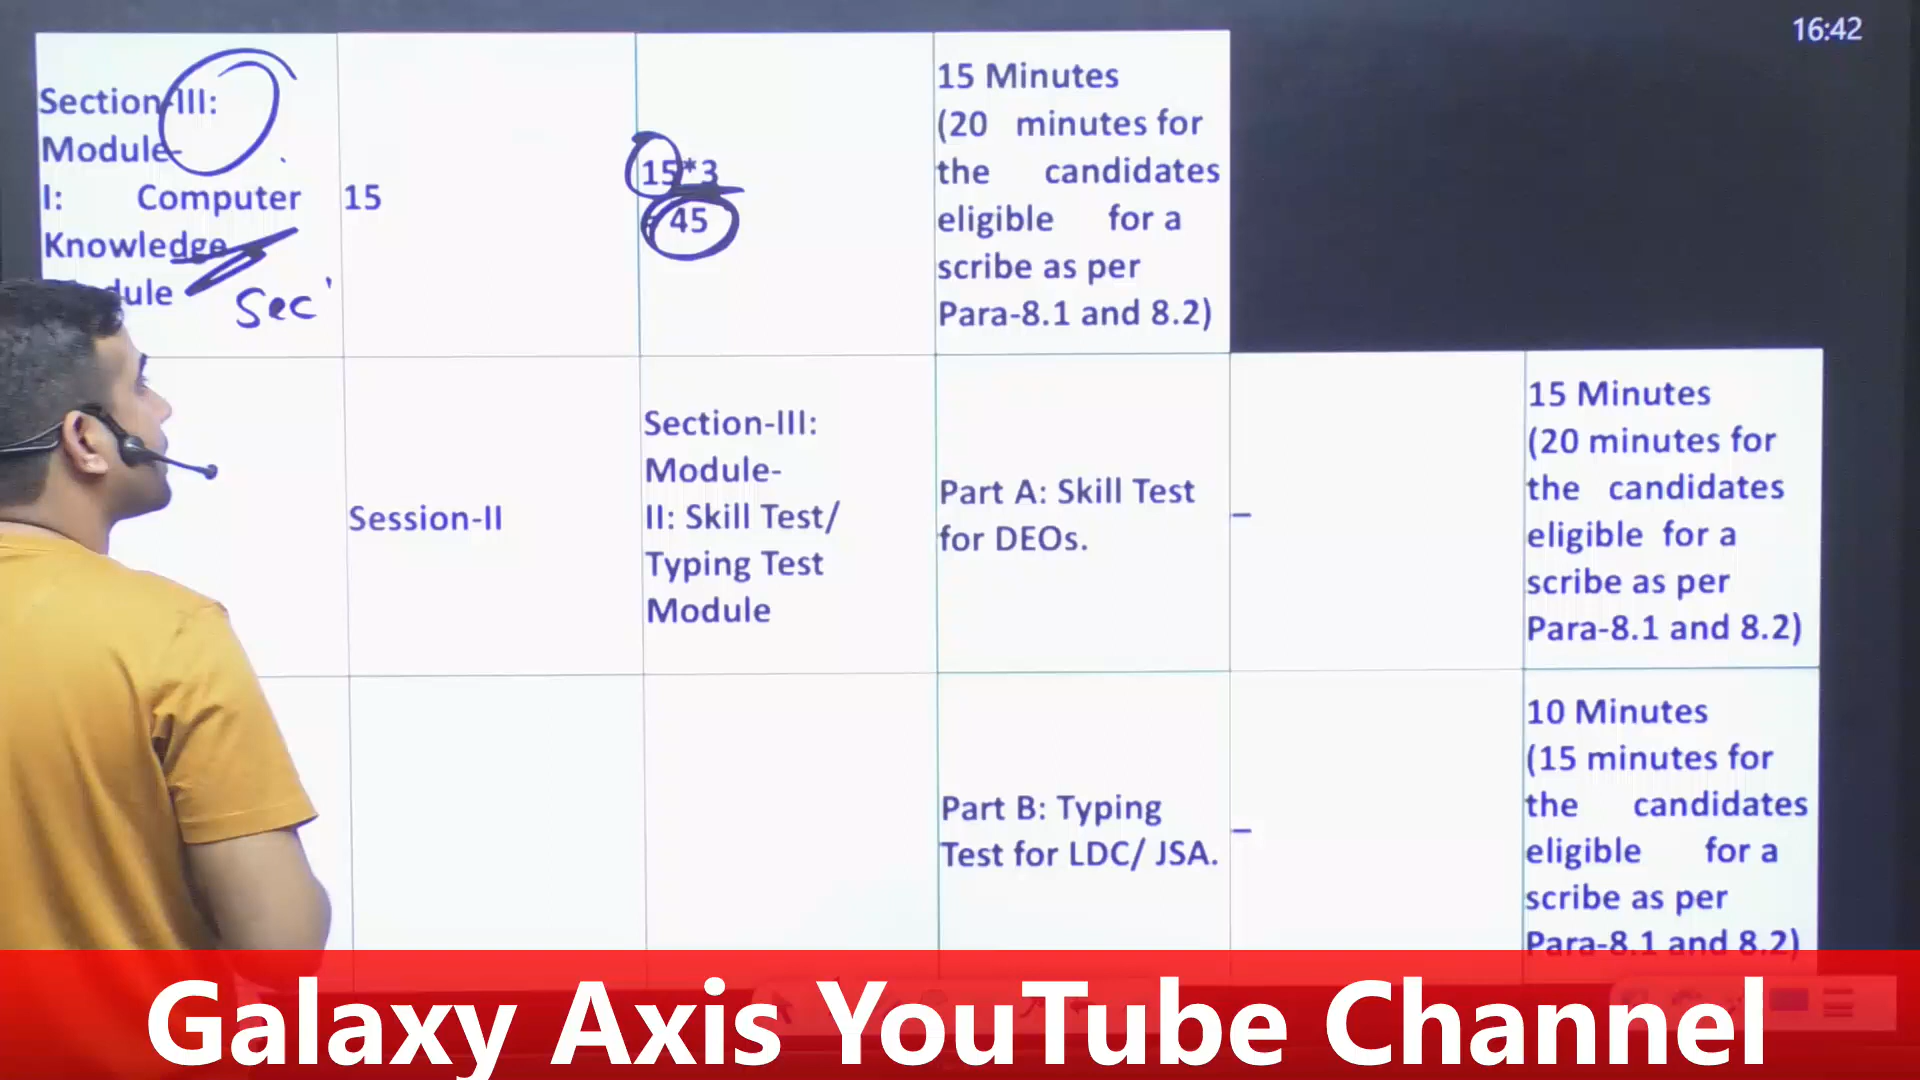 16:42
Section-III:
Module-
I: Computer
Knowledge
Sec
15
15*3
45
15 Minutes
(20 minutes for
the candidates
eligible for a
scribe as per
Para-8.1 and 8.2)
Session-II
Section-III:
Module-
II: Skill Test/
Typing Test
Module
Part A: Skill Test
for DEOs.
–
15 Minutes
(20 minutes for
the candidates
eligible for a
scribe as per
Para-8.1 and 8.2)
Part B: Typing
Test for LDC/ JSA.
–
10 Minutes
(15 minutes for
the candidates
eligible for a
scribe as per
Para-8.1 and 8.2)
Galaxy Axis YouTube Channel